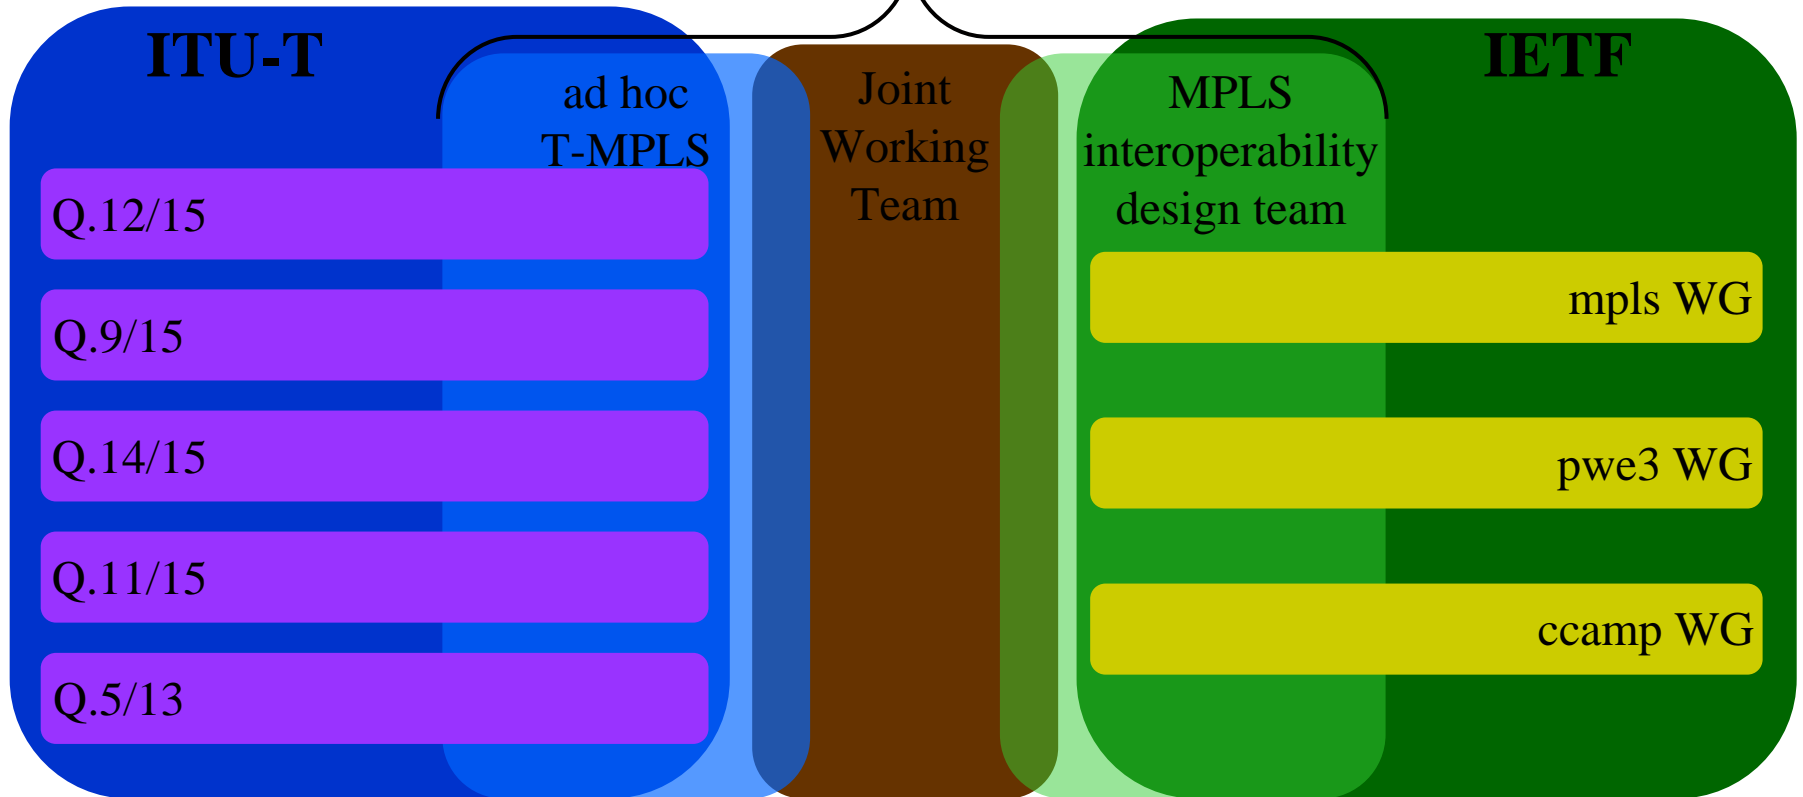 ITU-T
ad hoc
T-MPLS
Q.12/15
Q.9/15
Q.14/15
Q.11/15
Q.5/13
Joint
Working
Team
IETF
MPLS
interoperability
design team
mpls WG
pwe3 WG
ccamp WG